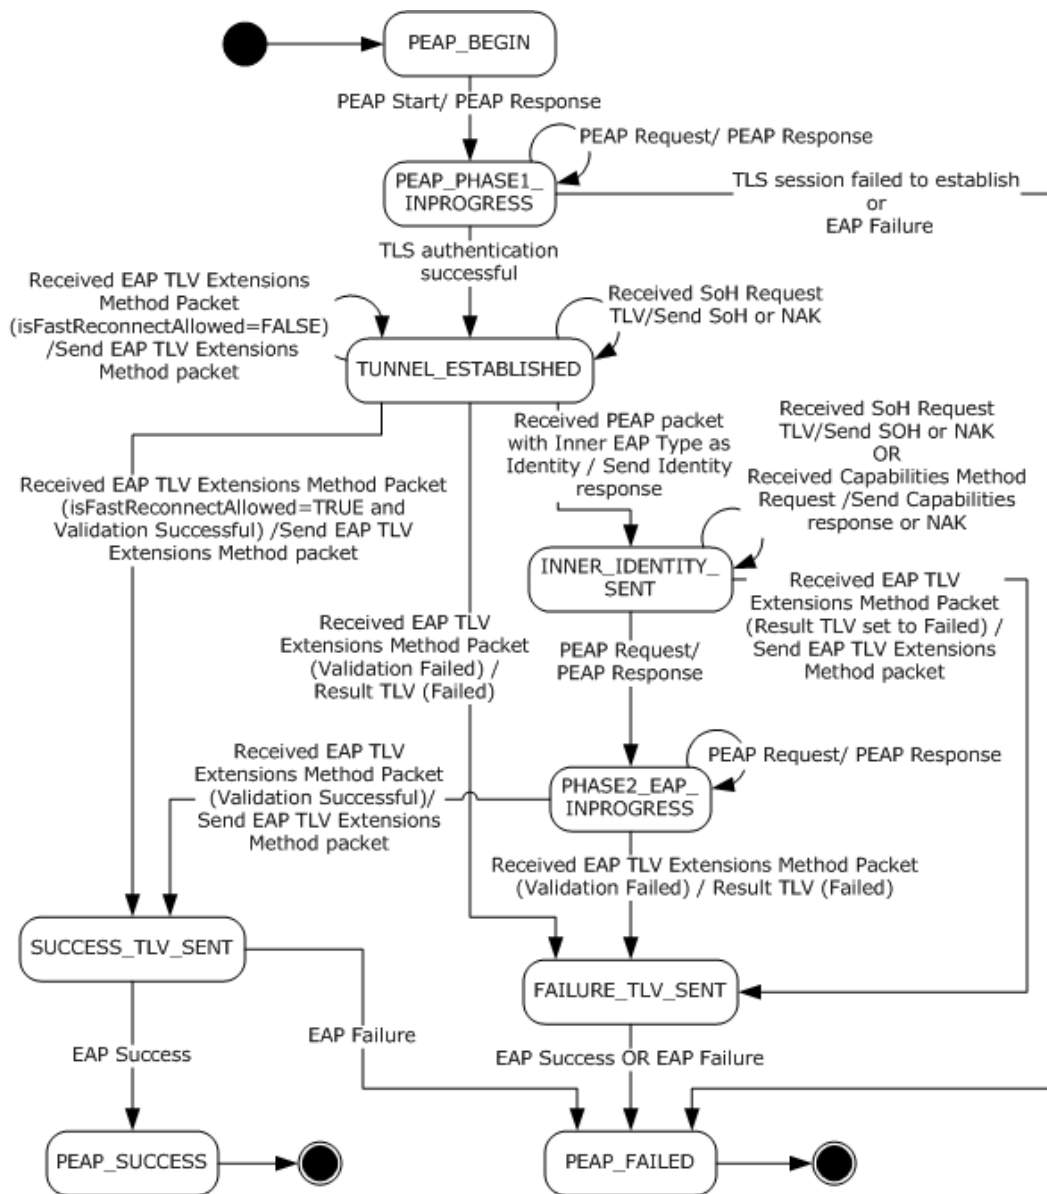 PEAP_BEGIN
PEAP Start/ PEAP Response
PEAP Request/ PEAP Response
PEAP_PHASE1_
INPROGRESS
TLS session failed to establish
or
EAP Failure
TLS authentication
successful
Received EAP TLV Extensions
Method Packet
(isFastReconnectAllowed=FALSE)
/Send EAP TLV Extensions
Method packet
Received SoH Request
TLV/Send SoH or NAK
TUNNEL_ESTABLISHED
Received PEAP packet
with Inner EAP Type as
Identity / Send Identity
response
Received SoH Request
TLV/Send SOH or NAK
OR
Received Capabilities Method
Request /Send Capabilities
response or NAK
Received EAP TLV Extensions Method Packet
(isFastReconnectAllowed=TRUE and
Validation Successful) /Send EAP TLV
Extensions Method packet
INNER_IDENTITY_
SENT
Received EAP TLV
Extensions Method Packet
(Result TLV set to Failed) /
Send EAP TLV Extensions
Method packet
Received EAP TLV
Extensions Method Packet
(Validation Failed) /
Result TLV (Failed)
PEAP Request/
PEAP Response
Received EAP TLV
Extensions Method Packet
(Validation Successful)/
Send EAP TLV Extensions
Method packet
PEAP Request/ PEAP Response
PHASE2_EAP_
INPROGRESS
Received EAP TLV Extensions Method Packet
(Validation Failed) / Result TLV (Failed)
SUCCESS_TLV_SENT
FAILURE_TLV_SENT
EAP Failure
EAP Success
EAP Success OR EAP Failure
PEAP_SUCCESS
PEAP_FAILED